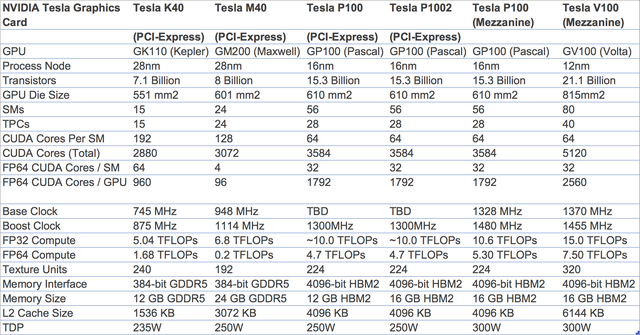 NVIDIA Tesla Graphics Card Tesla K40 Tesla M40 Tesla P100 Tesla P1002 Tesla P100 Tesla V100
(PCI-Express) (PCI-Express) (PCI-Express) (PCI-Express) (Mezzanine) (Mezzanine)
GPU GK110 (Kepler) GM200 (Maxwell) GP100 (Pascal) GP100 (Pascal) GP100 (Pascal) GV100 (Volta)
Process Node 28nm 28nm 16nm 16nm 16nm 12nm
Transistors 7.1 Billion 8 Billion 15.3 Billion 15.3 Billion 15.3 Billion 21.1 Billion
GPU Die Size 551 mm2 601 mm2 610 mm2 610 mm2 610 mm2 815mm2
SMs 15 24 56 56 56 80
TPCs 15 24 28 28 28 40
CUDA Cores Per SM 192 128 64 64 64 64
CUDA Cores (Total) 2880 3072 3584 3584 3584 5120
FP64 CUDA Cores / SM 64 4 32 32 32 32
FP64 CUDA Cores / GPU 960 96 1792 1792 1792 2560
Base Clock 745 MHz 948 MHz TBD TBD 1328 MHz 1370 MHz
Boost Clock 875 MHz 1114 MHz 1300MHz 1300MHz 1480 MHz 1455 MHz
FP32 Compute 5.04 TFLOPs 6.8 TFLOPs ~10.0 TFLOPs ~10.0 TFLOPs 10.6 TFLOPs 15.0 TFLOPs
FP64 Compute 1.68 TFLOPs 0.2 TFLOPs 4.7 TFLOPs 4.7 TFLOPs 5.30 TFLOPs 7.50 TFLOPs
Texture Units 240 192 224 224 224 320
Memory Interface 384-bit GDDR5 384-bit GDDR5 4096-bit HBM2 4096-bit HBM2 4096-bit HBM2 4096-bit HBM2
Memory Size 12 GB GDDR5 24 GB GDDR5 12 GB HBM2 16 GB HBM2 16 GB HBM2 16 GB HBM2
L2 Cache Size 1536 KB 3072 KB 4096 KB 4096 KB 4096 KB 6144 KB
TDP 235W 250W 250W 250W 300W 300W